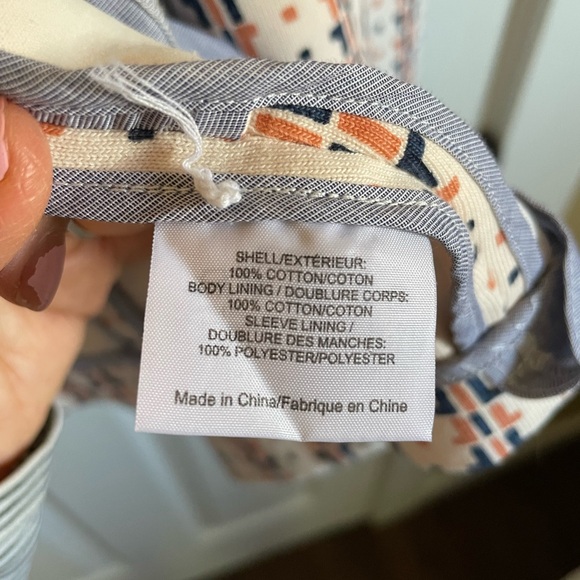 SHELL/EXTÉRIEUR:
100% COTTON/COTON
BODY LINING / DOUBLURE CORPS:
100% COTTON/COTON
SLEEVE LINING /
DOUBLURE DES MANCHES:
100% POLYESTER/POLYESTER
Made in China/Fabrique en Chine